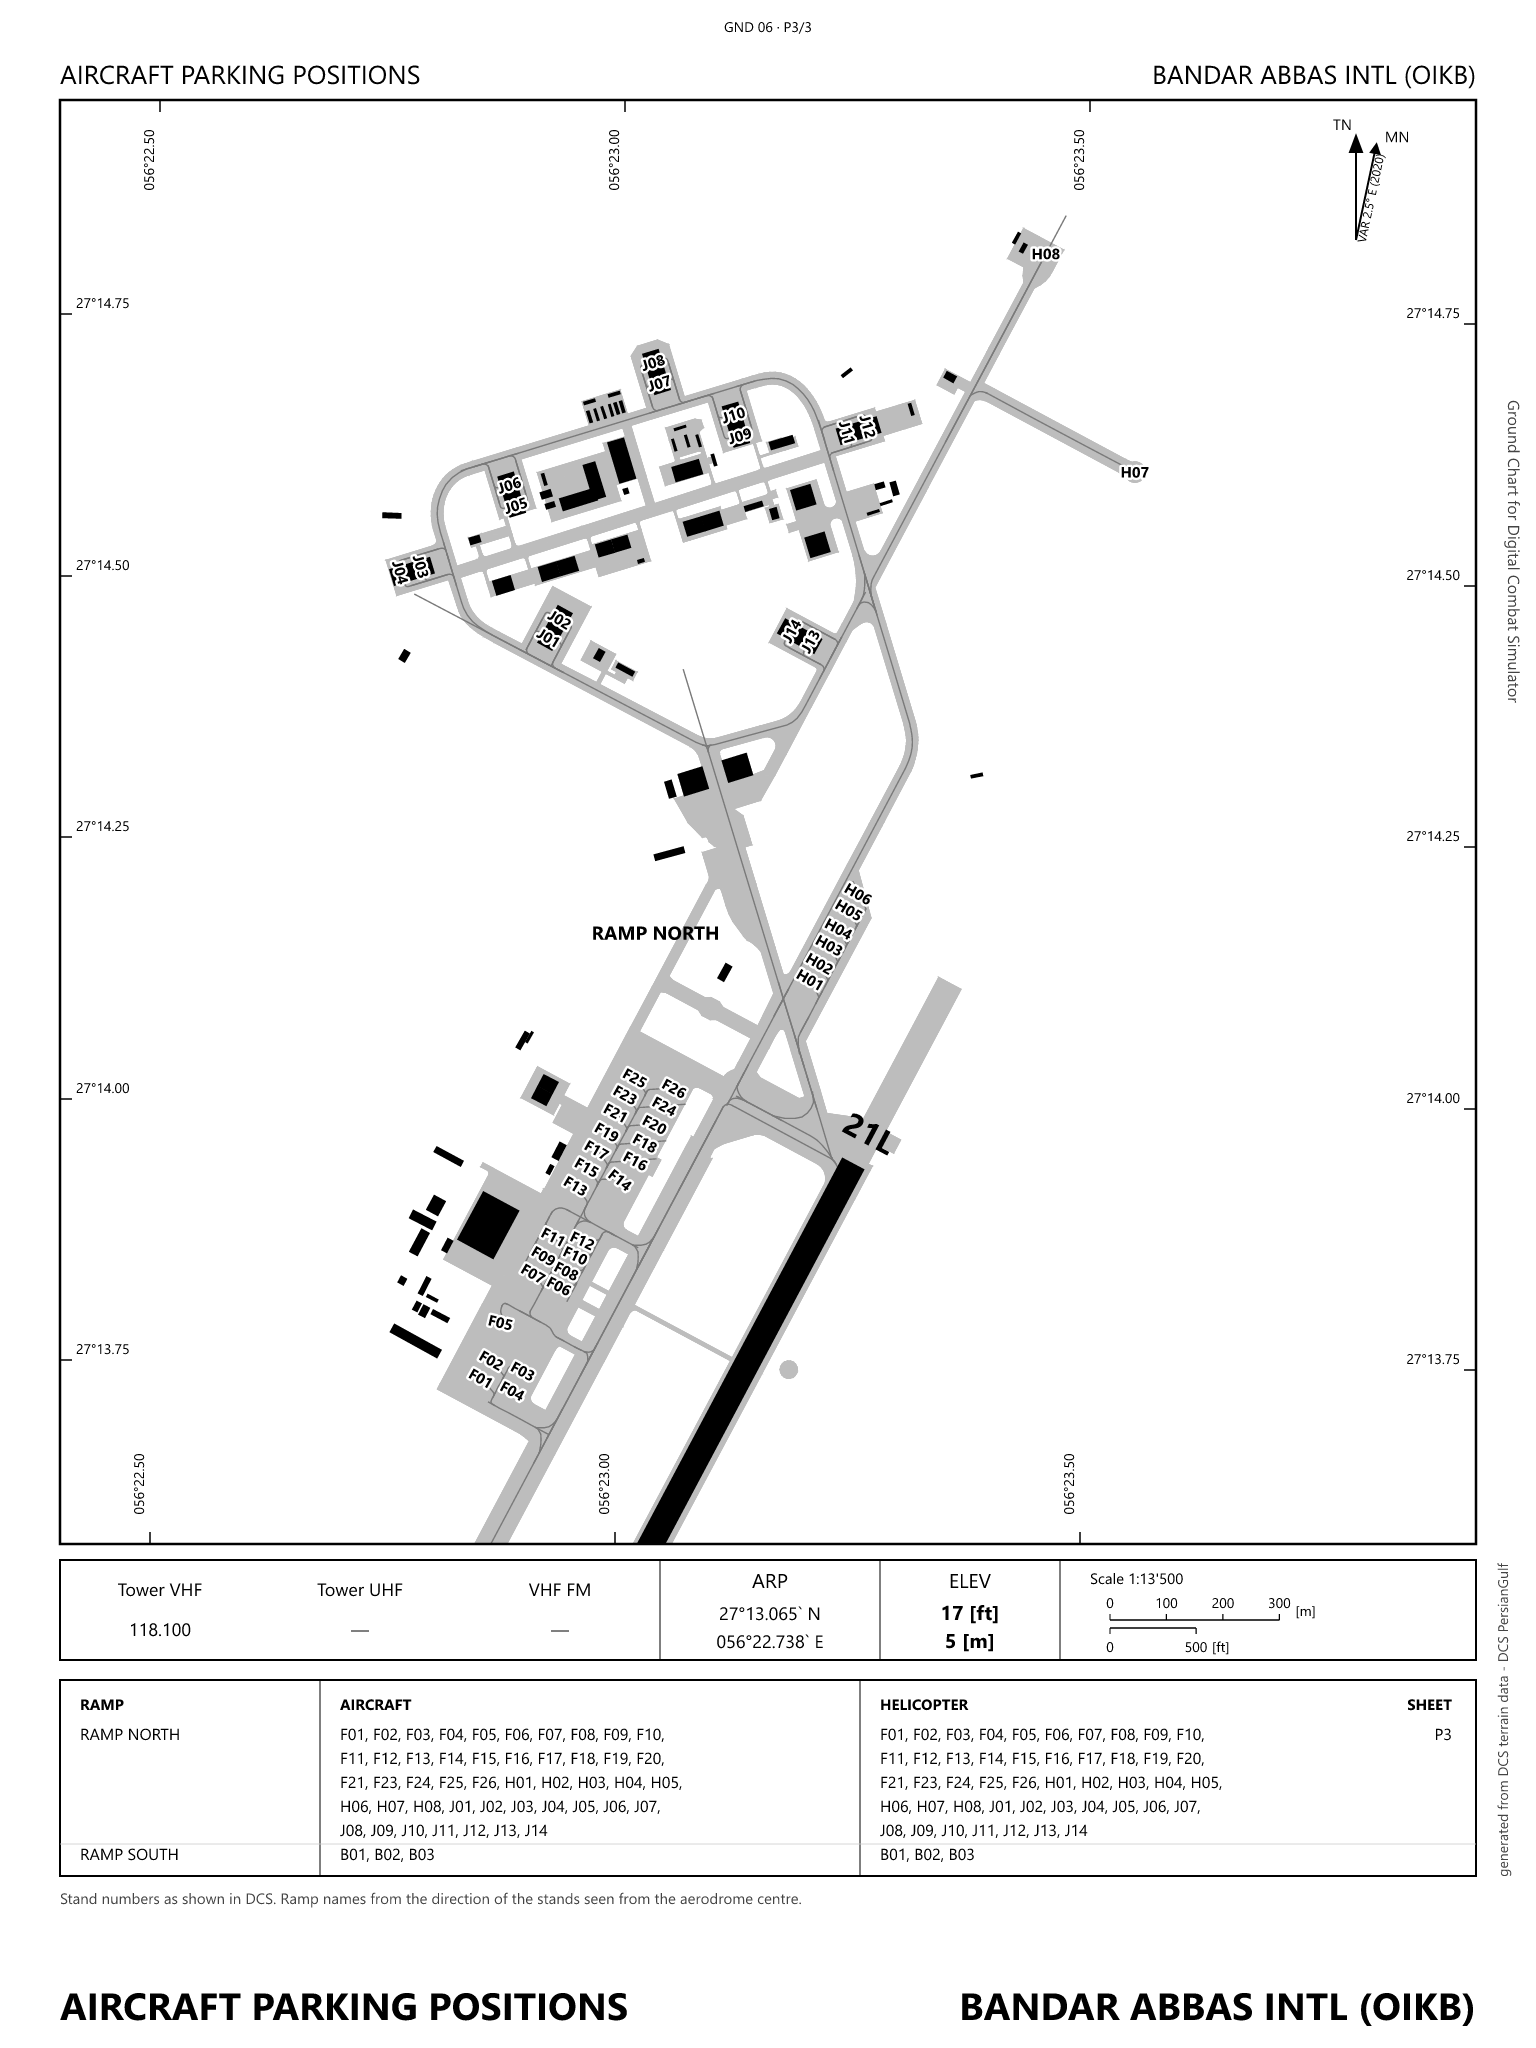 GND 06 · P3/3
AIRCRAFT PARKING POSITIONS
BANDAR ABBAS INTL (OIKB)
056°22.50
056°23.00
056°23.50
TN
MN
VAR 2.5° E (2020)
H08
27°14.75
27°14.75
J08
J07
J10
J09
J11
J12
H07
J06
J05
J04
J03
27°14.50
27°14.50
J02
J01
J14
J13
27°14.25
27°14.25
H06
H05
H04
H03
H02
H01
RAMP NORTH
27°14.00
27°14.00
F25
F26
F23
F24
F21
F20
F19
F18
F17
F16
F15
F14
F13
21L
F11
F12
F09
F10
F07
F08
F06
F05
27°13.75
27°13.75
F02
F03
F01
F04
056°22.50
056°23.00
056°23.50
Ground Chart for Digital Combat Simulator
Tower VHF
118.100
Tower UHF
—
VHF FM
—
ARP
27°13.065` N
056°22.738` E
ELEV
17 [ft]
5 [m]
Scale 1:13'500
0 100 200 300 [m]
0 500 [ft]
generated from DCS terrain data - DCS PersianGulf
RAMP
AIRCRAFT
HELICOPTER
SHEET
RAMP NORTH
F01, F02, F03, F04, F05, F06, F07, F08, F09, F10,
F11, F12, F13, F14, F15, F16, F17, F18, F19, F20,
F21, F23, F24, F25, F26, H01, H02, H03, H04, H05,
H06, H07, H08, J01, J02, J03, J04, J05, J06, J07,
J08, J09, J10, J11, J12, J13, J14
F01, F02, F03, F04, F05, F06, F07, F08, F09, F10,
F11, F12, F13, F14, F15, F16, F17, F18, F19, F20,
F21, F23, F24, F25, F26, H01, H02, H03, H04, H05,
H06, H07, H08, J01, J02, J03, J04, J05, J06, J07,
J08, J09, J10, J11, J12, J13, J14
P3
RAMP SOUTH
B01, B02, B03
B01, B02, B03
Stand numbers as shown in DCS. Ramp names from the direction of the stands seen from the aerodrome centre.
AIRCRAFT PARKING POSITIONS
BANDAR ABBAS INTL (OIKB)